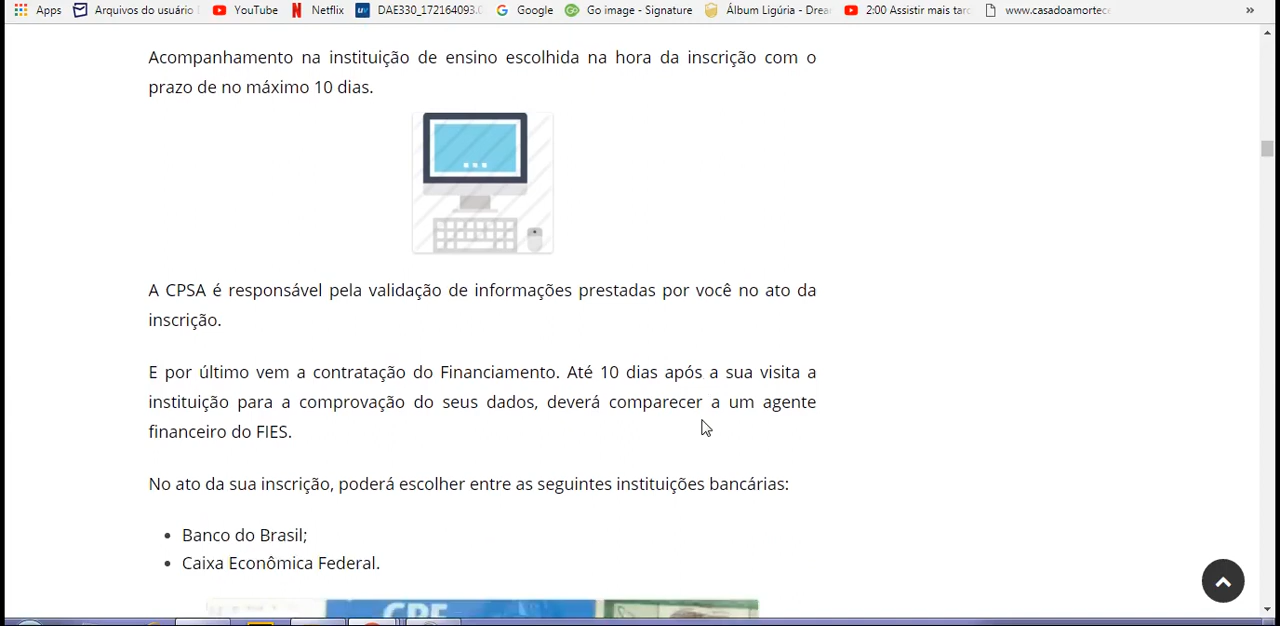 Apps Arquivos do usuário YouTube Netflix DAE330_172164093. Google Go image - Signature Álbum Ligúria - Drea 2:00 Assistir mais tard www.casadoamortec »
Acompanhamento na instituição de ensino escolhida na hora da inscrição com o
prazo de no máximo 10 dias.
A CPSA é responsável pela validação de informações prestadas por você no ato da
inscrição.
E por último vem a contratação do Financiamento. Até 10 dias após a sua visita a
instituição para a comprovação do seus dados, deverá comparecer a um agente
financeiro do FIES.
No ato da sua inscrição, poderá escolher entre as seguintes instituições bancárias:
• Banco do Brasil;
• Caixa Econômica Federal.
CPF